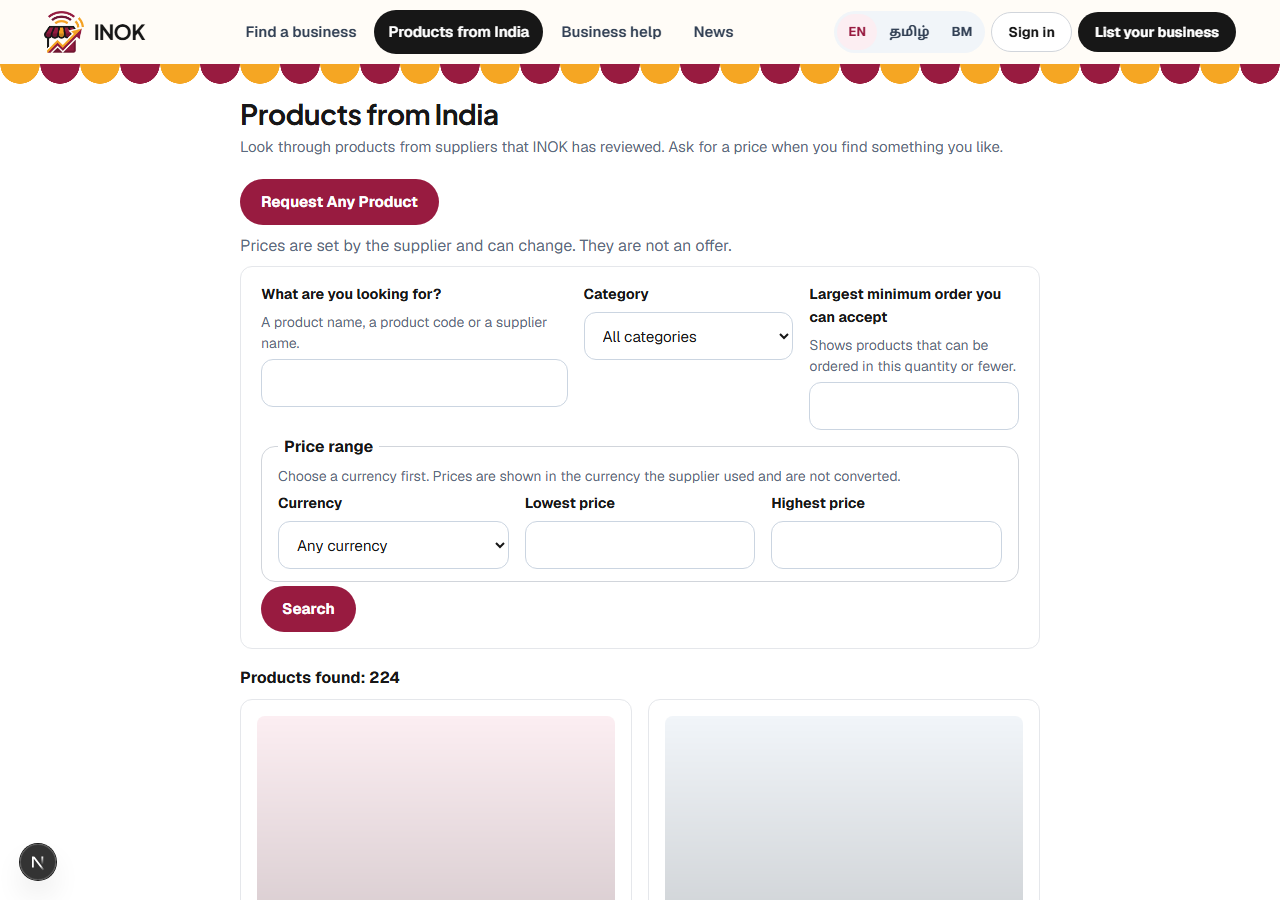 INOK
Find a business
Products from India
Business help
News
EN
தமிழ்
BM
Sign in
List your business
Products from India
Look through products from suppliers that INOK has reviewed. Ask for a price when you find something you like.
Request Any Product
Prices are set by the supplier and can change. They are not an offer.
What are you looking for?
A product name, a product code or a supplier
name.
Category
All categories
Largest minimum order you
can accept
Shows products that can be
ordered in this quantity or fewer.
Price range
Choose a currency first. Prices are shown in the currency the supplier used and are not converted.
Currency
Any currency
Lowest price
Highest price
Search
Products found: 224
N